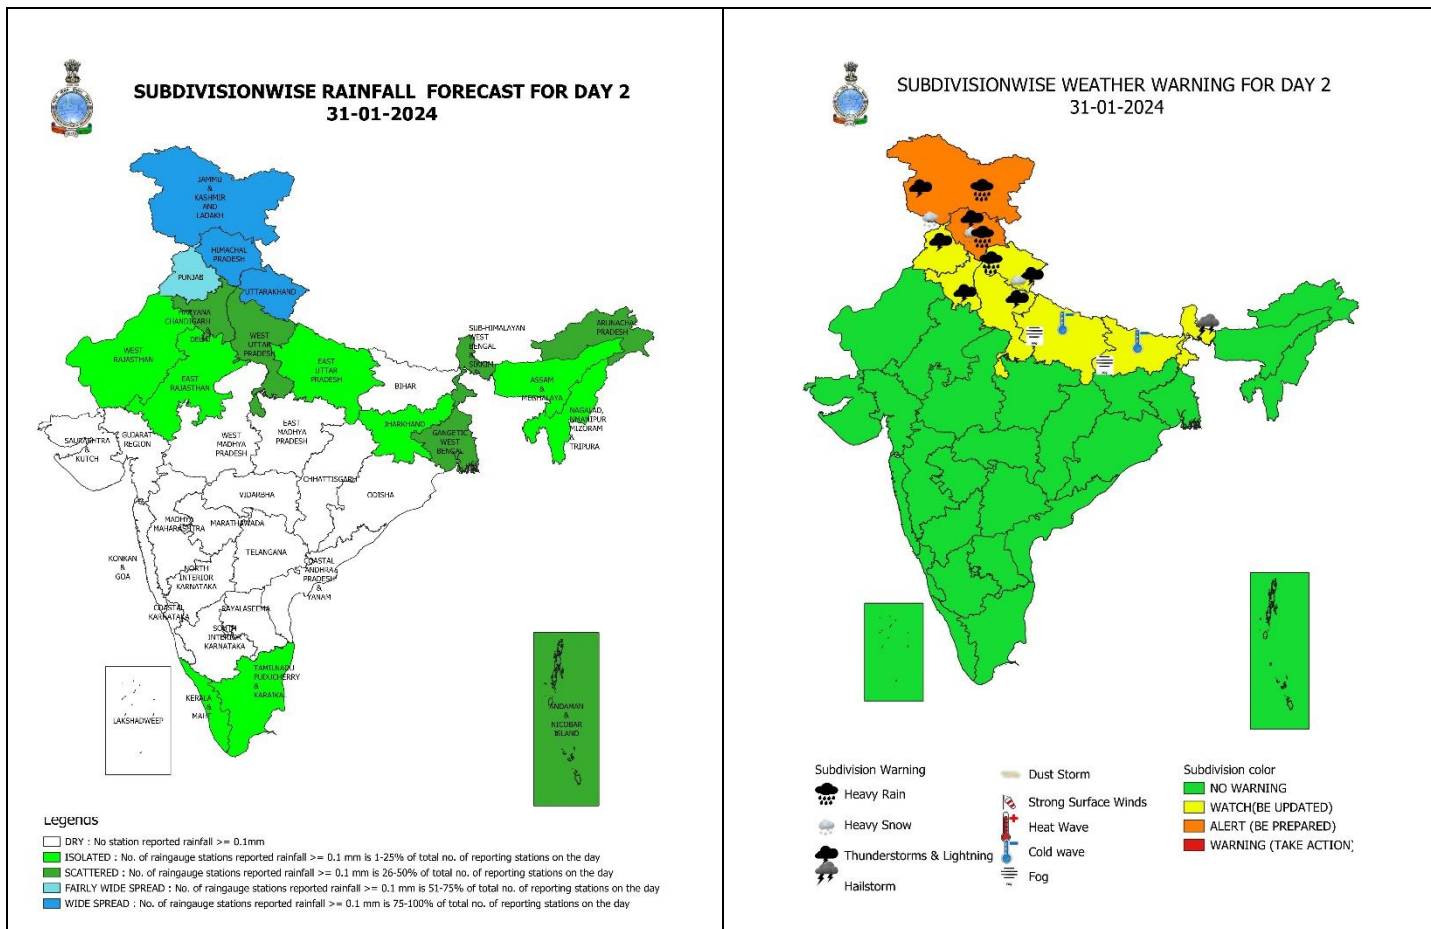 SUBDIVISIONWISE RAINFALL FORECAST FOR DAY 2
31-01-2024
JAMMU
&
KASHMIR
AND
LADAKH
HIMACHAL
PRADESH
PUNJAB
UTTARAKHAND
HARYANA
CHANDIGARH
&
DELHI
WEST
UTTAR
PRADESH
WEST
RAJASTHAN
EAST
RAJASTHAN
EAST
UTTAR
PRADESH
SUB-HIMALAYAN
WEST
BENGAL
&
SIKKIM
ARUNACHAL
PRADESH
BIHAR
ASSAM
&
MEGHALAYA
NAGALAD,
MANIPUR
MIZORAM
&
TRIPURA
JHARKHAND
GANGETIC
WEST
BENGAL
SAURASHTRA
&
KUTCH
GUJARAT
REGION
WEST
MADHYA
PRADESH
EAST
MADHYA
PRADESH
CHHATTISGARH
ODISHA
VIDARBHA
MADHYA
MAHARASHTRA
MARATHAWADA
TELANGANA
KONKAN
&
GOA
NORTH
INTERIOR
KARNATAKA
COASTAL
ANDHRA
PRADESH
&
YANAM
COASTAL
KARNATAKA
RAYALASEEMA
SOUTH
INTERIOR
KARNATAKA
TAMILNADU
PUDUCHERRY
&
KARAIKAL
KERALA
&
MAHE
LAKSHADWEEP
ANDAMAN
&
NICOBAR
ISLAND
Legends
DRY : No station reported rainfall >= 0.1mm
ISOLATED : No. of raingauge stations reported rainfall >= 0.1 mm is 1-25% of total no. of reporting stations on the day
SCATTERED : No. of raingauge stations reported rainfall >= 0.1 mm is 26-50% of total no. of reporting stations on the day
FAIRLY WIDE SPREAD : No. of raingauge stations reported rainfall >= 0.1 mm is 51-75% of total no. of reporting stations on the day
WIDE SPREAD : No. of raingauge stations reported rainfall >= 0.1 mm is 75-100% of total no. of reporting stations on the day
SUBDIVISIONWISE WEATHER WARNING FOR DAY 2
31-01-2024
Subdivision Warning
Heavy Rain
Heavy Snow
Thunderstorms & Lightning
Hailstorm
Dust Storm
Strong Surface Winds
Heat Wave
Cold wave
Fog
Subdivision color
NO WARNING
WATCH(BE UPDATED)
ALERT (BE PREPARED)
WARNING (TAKE ACTION)